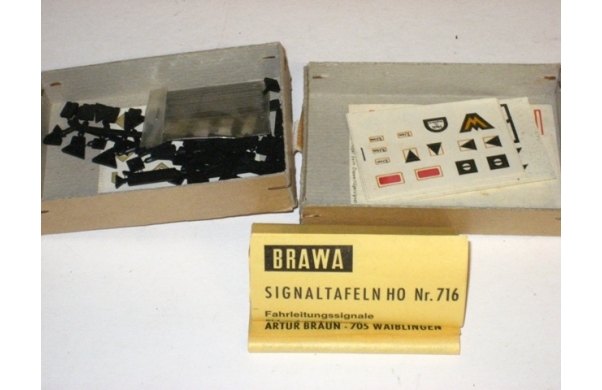 BRAWA
SIGNALTAFELN HO Nr. 716
Fahrleitungssignale
ARTUR BRAUN · 705 WAIBLINGEN